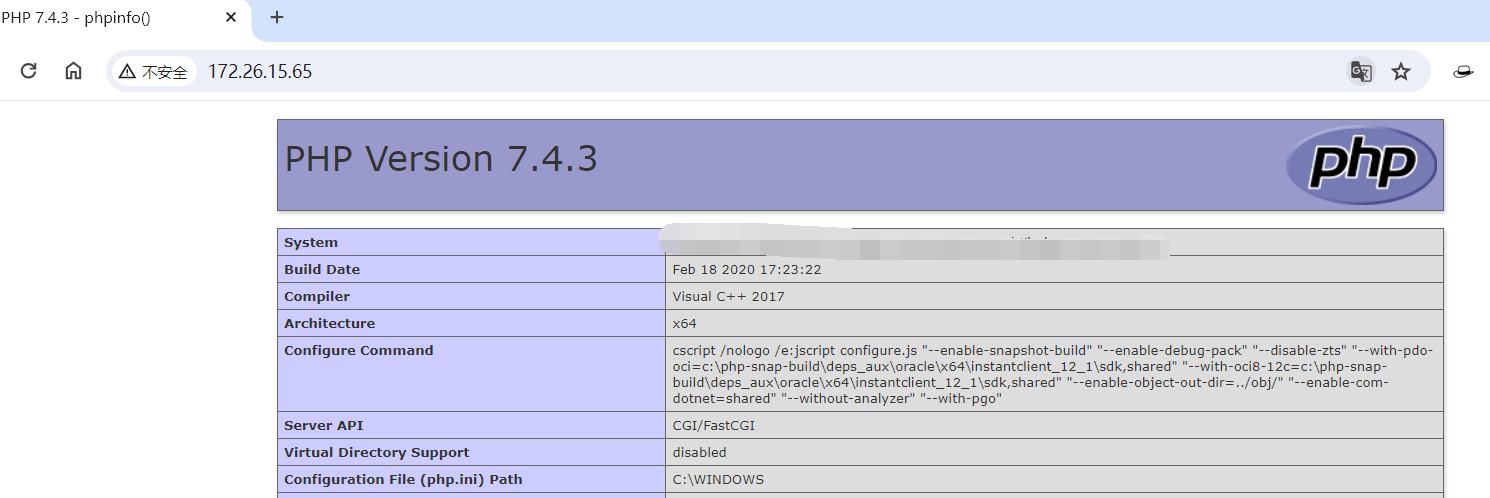 PHP 7.4.3 - phpinfo()
不安全 172.26.15.65
PHP Version 7.4.3
php
System
Build Date Feb 18 2020 17:23:22
Compiler Visual C++ 2017
Architecture x64
Configure Command cscript /nologo /e:jscript configure.js "--enable-snapshot-build" "--enable-debug-pack" "--disable-zts" "--with-pdo-
oci=c:\php-snap-build\deps_aux\oracle\x64\instantclient_12_1\sdk,shared" "--with-oci8-12c=c:\php-snap-
build\deps_aux\oracle\x64\instantclient_12_1\sdk,shared" "--enable-object-out-dir=../obj/" "--enable-com-
dotnet=shared" "--without-analyzer" "--with-pgo"
Server API CGI/FastCGI
Virtual Directory Support disabled
Configuration File (php.ini) Path C:\WINDOWS